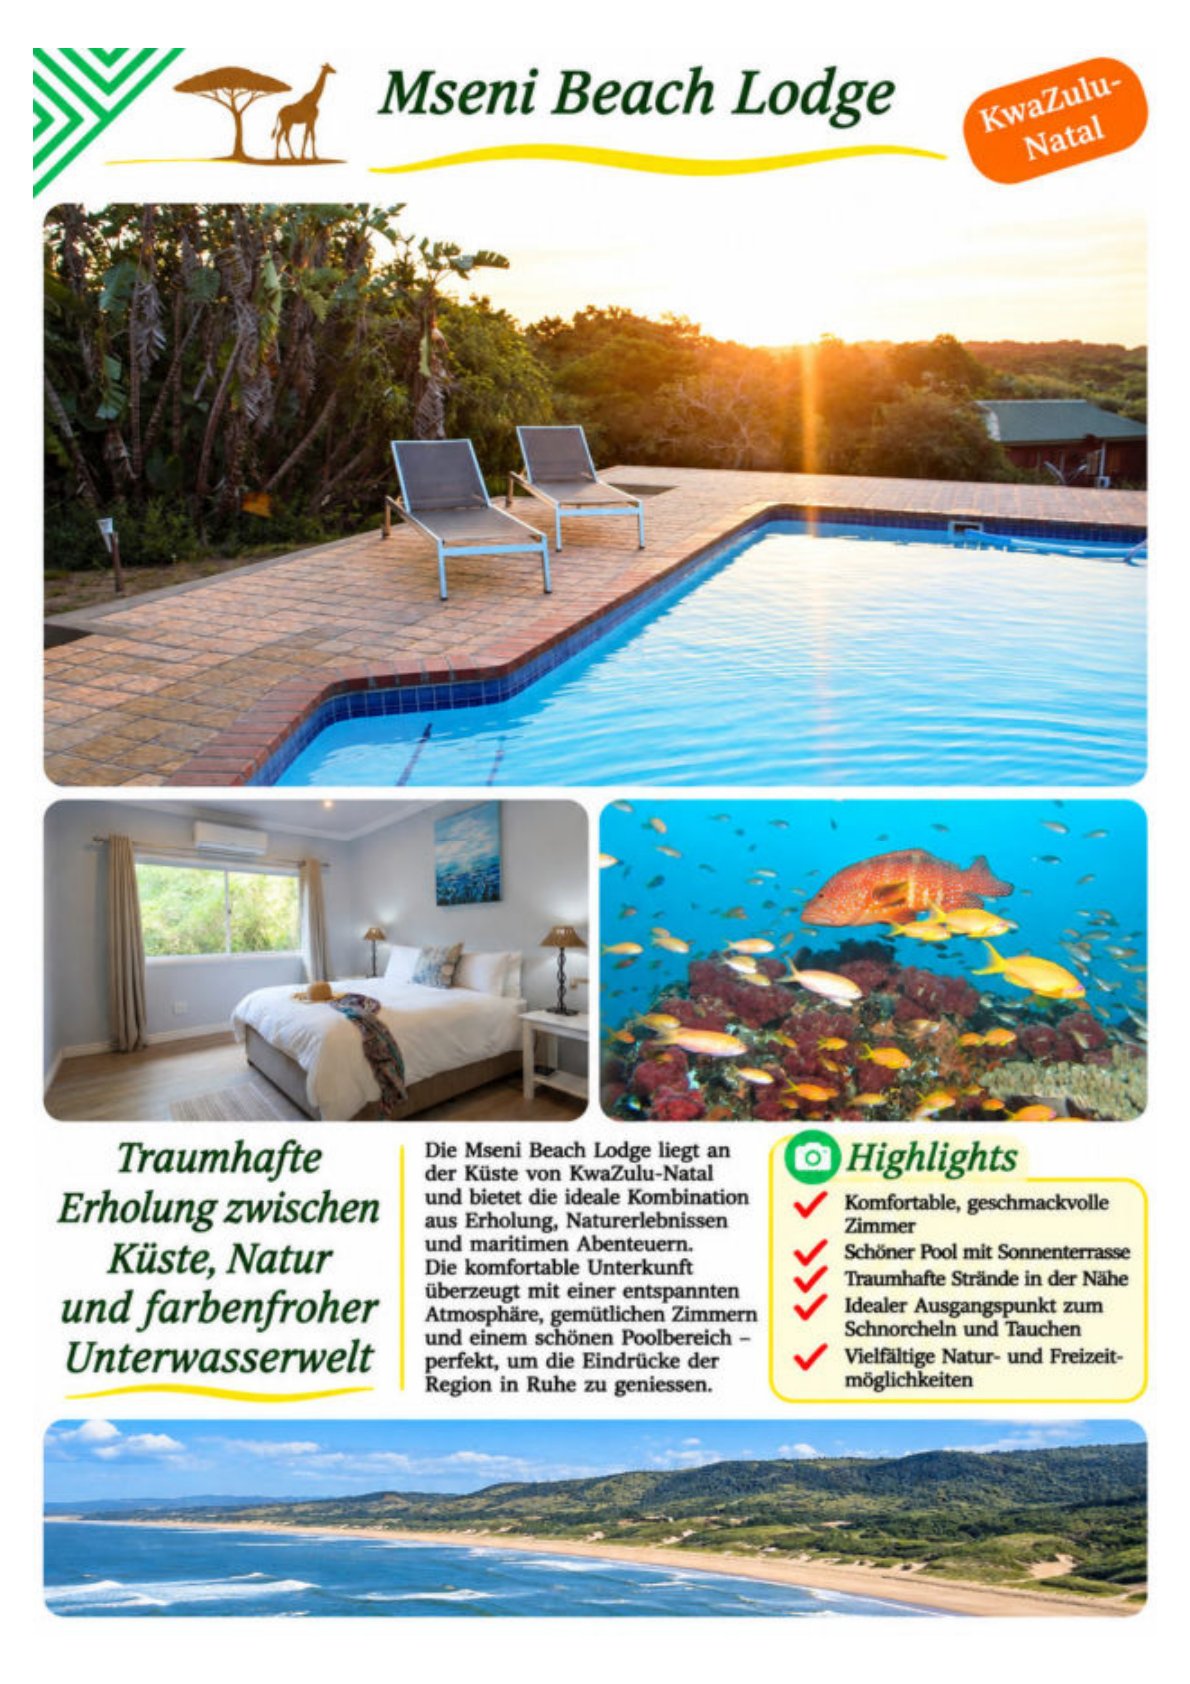 Mseni Beach Lodge
KwaZulu-
Natal
Traumhafte
Erholung zwischen
Küste, Natur
und farbenfroher
Unterwasserwelt
Die Mseni Beach Lodge liegt an
der Küste von KwaZulu-Natal
und bietet die ideale Kombination
aus Erholung, Naturerlebnissen
und maritimen Abenteuern.
Die komfortable Unterkunft
überzeugt mit einer entspannten
Atmosphäre, gemütlichen Zimmern
und einem schönen Poolbereich –
perfekt, um die Eindrücke der
Region in Ruhe zu geniessen.
Highlights
Komfortable, geschmackvolle
Zimmer
Schöner Pool mit Sonnenterrasse
Traumhafte Strände in der Nähe
Idealer Ausgangspunkt zum
Schnorcheln und Tauchen
Vielfältige Natur- und Freizeit-
möglichkeiten